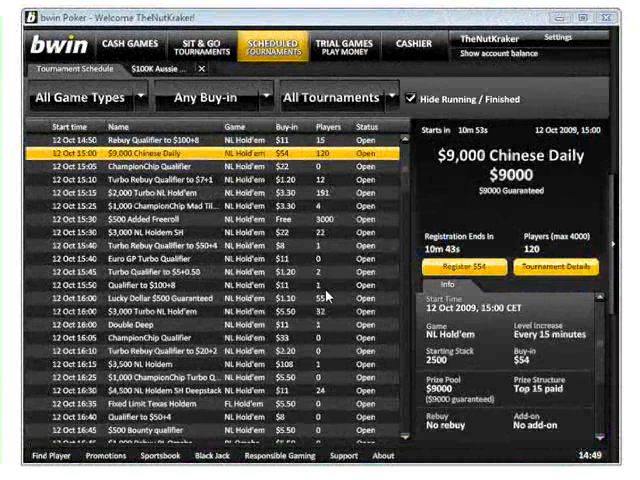 bwin Poker - Welcome TheNutKraker!
bwin CASH GAMES SIT & GO TOURNAMENTS SCHEDULED TOURNAMENTS TRIAL GAMES PLAY MONEY CASHIER TheNutKraker Settings
Show account balance
Tournament Schedule $100K Aussie ... X
All Game Types Any Buy-in All Tournaments Hide Running / Finished
Start time Name Game Buy-in Players Status
12 Oct 14:50 Rebuy Qualifier to $100+8 NL Hold'em $11 15 Open
12 Oct 15:00 $9,000 Chinese Daily NL Hold'em $54 120 Open
12 Oct 15:05 ChampionChip Qualifier NL Hold'em $22 0 Open
12 Oct 15:10 Turbo Rebuy Qualifier to $7+1 NL Hold'em $1.20 12 Open
12 Oct 15:15 $2,000 Turbo NL Hold'em NL Hold'em $3.30 191 Open
12 Oct 15:25 $1,000 ChampionChip Mad Til... NL Hold'em $3.30 4 Open
12 Oct 15:30 $500 Added Freeroll NL Hold'em Free 3000 Open
12 Oct 15:30 $3,000 NL Holdem SH NL Hold'em $22 22 Open
12 Oct 15:40 Turbo Rebuy Qualifier to $50+4 NL Hold'em $8 1 Open
12 Oct 15:40 Euro GP Turbo Qualifier NL Hold'em $11 0 Open
12 Oct 15:45 Turbo Qualifier to $5+0.50 NL Hold'em $1.20 2 Open
12 Oct 15:50 Qualifier to $100+8 NL Hold'em $11 1 Open
12 Oct 16:00 Lucky Dollar $500 Guaranteed NL Hold'em $1.10 55 Open
12 Oct 16:00 $3,000 Turbo NL Hold'em NL Hold'em $5.50 32 Open
12 Oct 16:00 Double Deep NL Hold'em $11 1 Open
12 Oct 16:05 ChampionChip Qualifier NL Hold'em $33 0 Open
12 Oct 16:10 Turbo Rebuy Qualifier to $20+2 NL Hold'em $2.20 0 Open
12 Oct 16:15 $3,500 NL Holdem NL Hold'em $108 1 Open
12 Oct 16:25 $1,000 ChampionChip Turbo Q... NL Hold'em $5.50 0 Open
12 Oct 16:30 $4,500 NL Holdem SH Deepstack NL Hold'em $11 24 Open
12 Oct 16:35 Fixed Limit Texas Holdem FL Hold'em $5.50 0 Open
12 Oct 16:40 Qualifier to $50+4 NL Hold'em $8 0 Open
12 Oct 16:45 $500 Bounty qualifier NL Hold'em $5.50 0 Open
Starts in 10m 53s 12 Oct 2009, 15:00
$9,000 Chinese Daily
$9000
$9000 Guaranteed
Registration Ends in Players (max 4000)
10m 43s 120
Register $54 Tournament Details
Info
Start Time
12 Oct 2009, 15:00 CET
Game Level Increase
NL Hold'em Every 15 minutes
Starting Stack Buy-in
2500 $54
Prize Pool Prize Structure
$9000 Top 15 paid
($9000 guaranteed)
Rebuy Add-on
No rebuy No add-on
Find Player Promotions Sportsbook Black Jack Responsible Gaming Support About 14:49